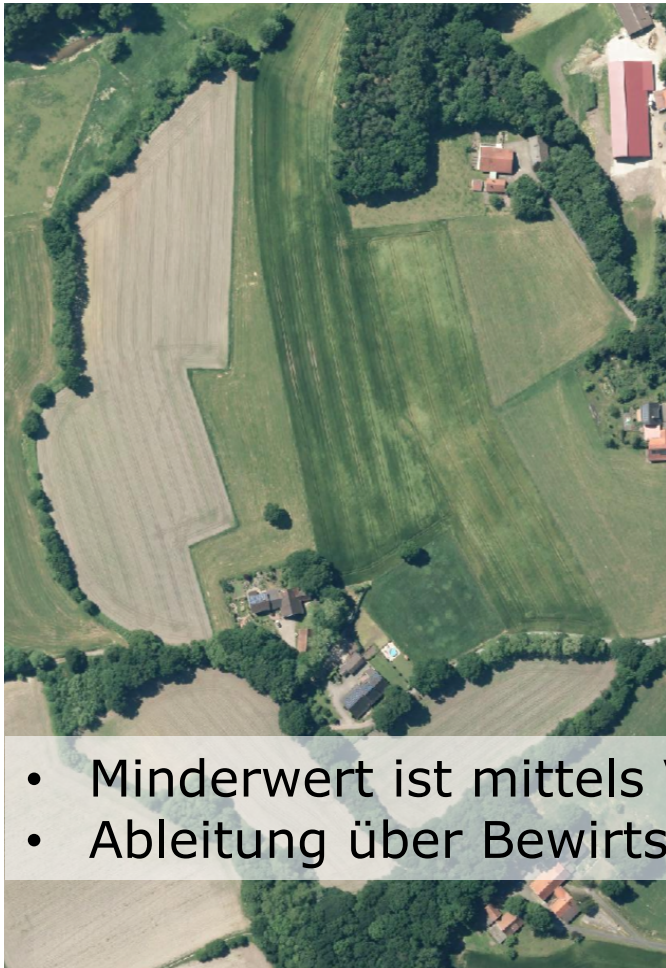 • Minderwert ist mittels
• Ableitung über Bewirts